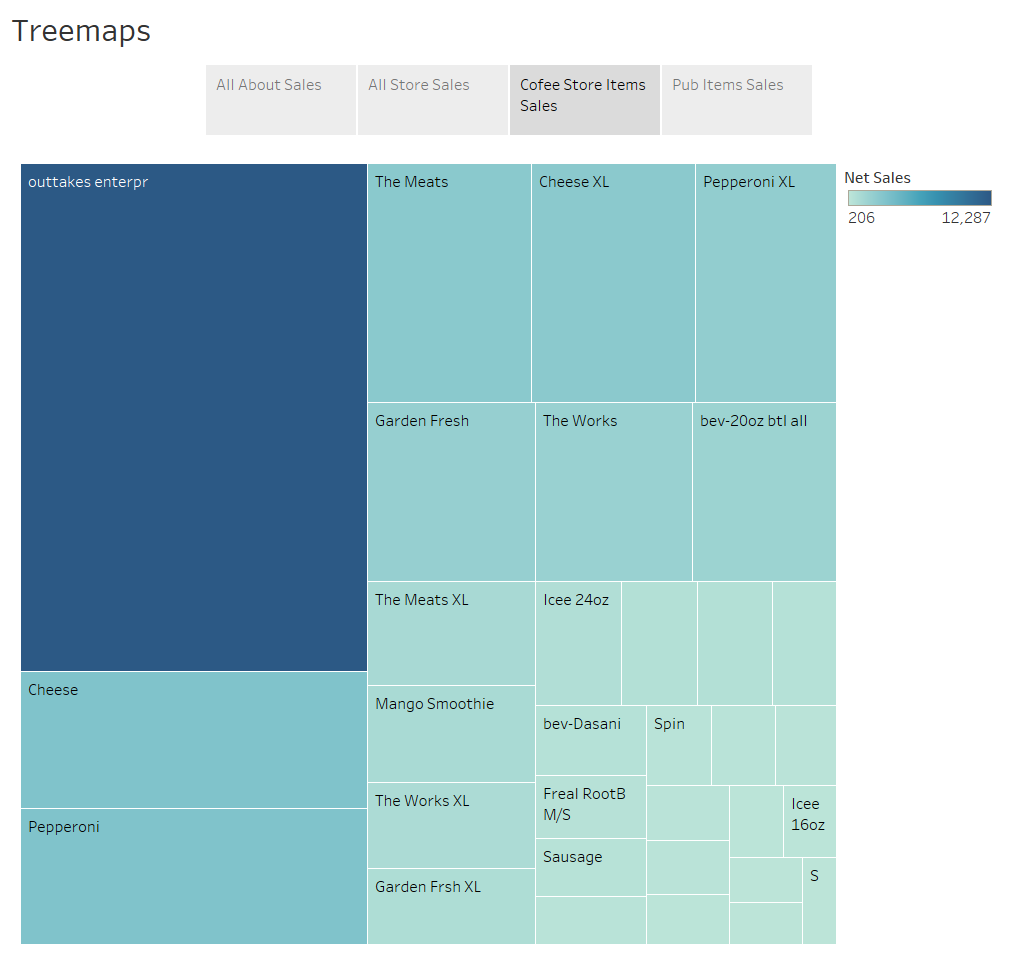 Treemaps
All About Sales
All Store Sales
Cofee Store Items
Sales
Pub Items Sales
outtakes enterpr
The Meats
Cheese XL
Pepperoni XL
Net Sales
206
12,287
Garden Fresh
The Works
bev-20oz btl all
The Meats XL
Icee 24oz
Cheese
Mango Smoothie
bev-Dasani
Spin
Freal RootB
M/S
The Works XL
Icee
16oz
Pepperoni
Sausage
Garden Frsh XL
S